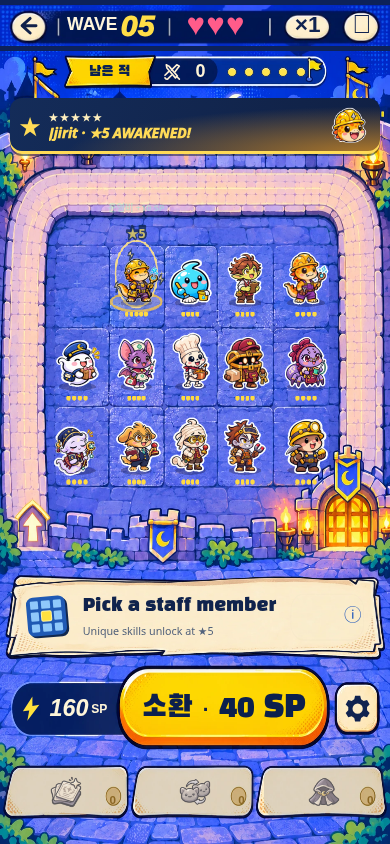 WAVE 05
×1
남은 적
0
★★★★★
Ijirit · ★5 AWAKENED!
★5
Pick a staff member
Unique skills unlock at ★5
160 SP
소환 · 40 SP
0
0
0